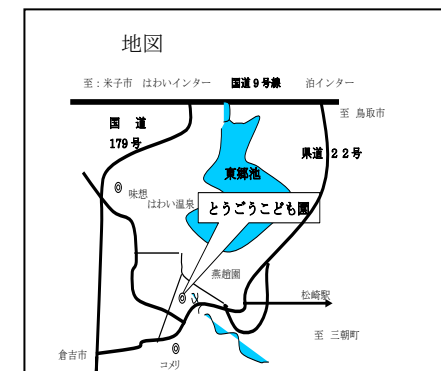 地図
至：米子市 はわいインター 国道９号線 泊インター
至 鳥取市
国 道
179号
県道 ２２号
東郷池
味想
はわい温泉
とうごうこども園
燕趙園
松崎駅
至 三朝町
倉吉市
コメリ